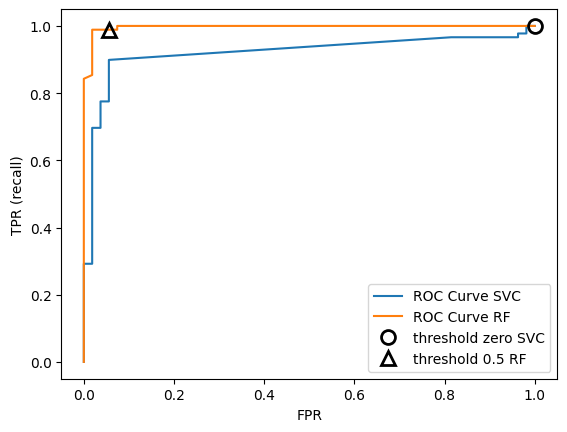 1.0
0.8
0.6
0.4
0.2
0.0
TPR (recall)
ROC Curve SVC
ROC Curve RF
threshold zero SVC
threshold 0.5 RF
0.0 0.2 0.4 0.6 0.8 1.0
FPR